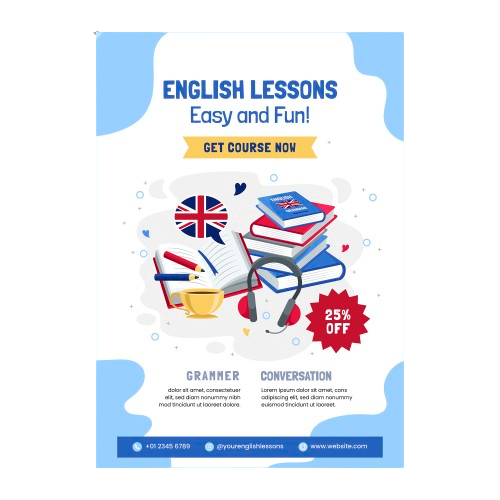 ENGLISH LESSONS
Easy and Fun!
GET COURSE NOW
ENGLISH
25%
OFF
GRAMMER
dolor sit amet, consectetuer
elit, sed diam nonummy nibh
mod tincidunt ut laoreet dolore.
CONVERSATION
Lorem ipsum dolor sit amet, cons
adipiscing elit, sed diam nonummy
euismod tincidunt ut laoreet.
+01 2345 6789
@yourenglishlessons
www.website.com